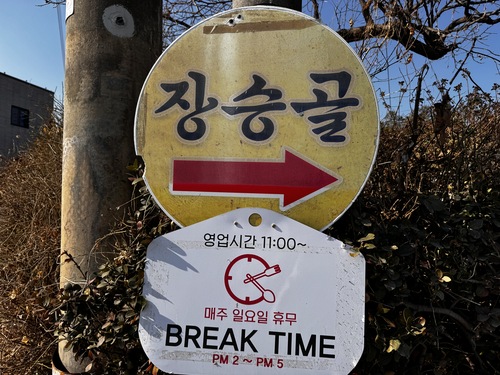 장승골
영업시간 11:00~
매주 일요일 휴무
BREAK TIME
PM 2 ~ PM 5